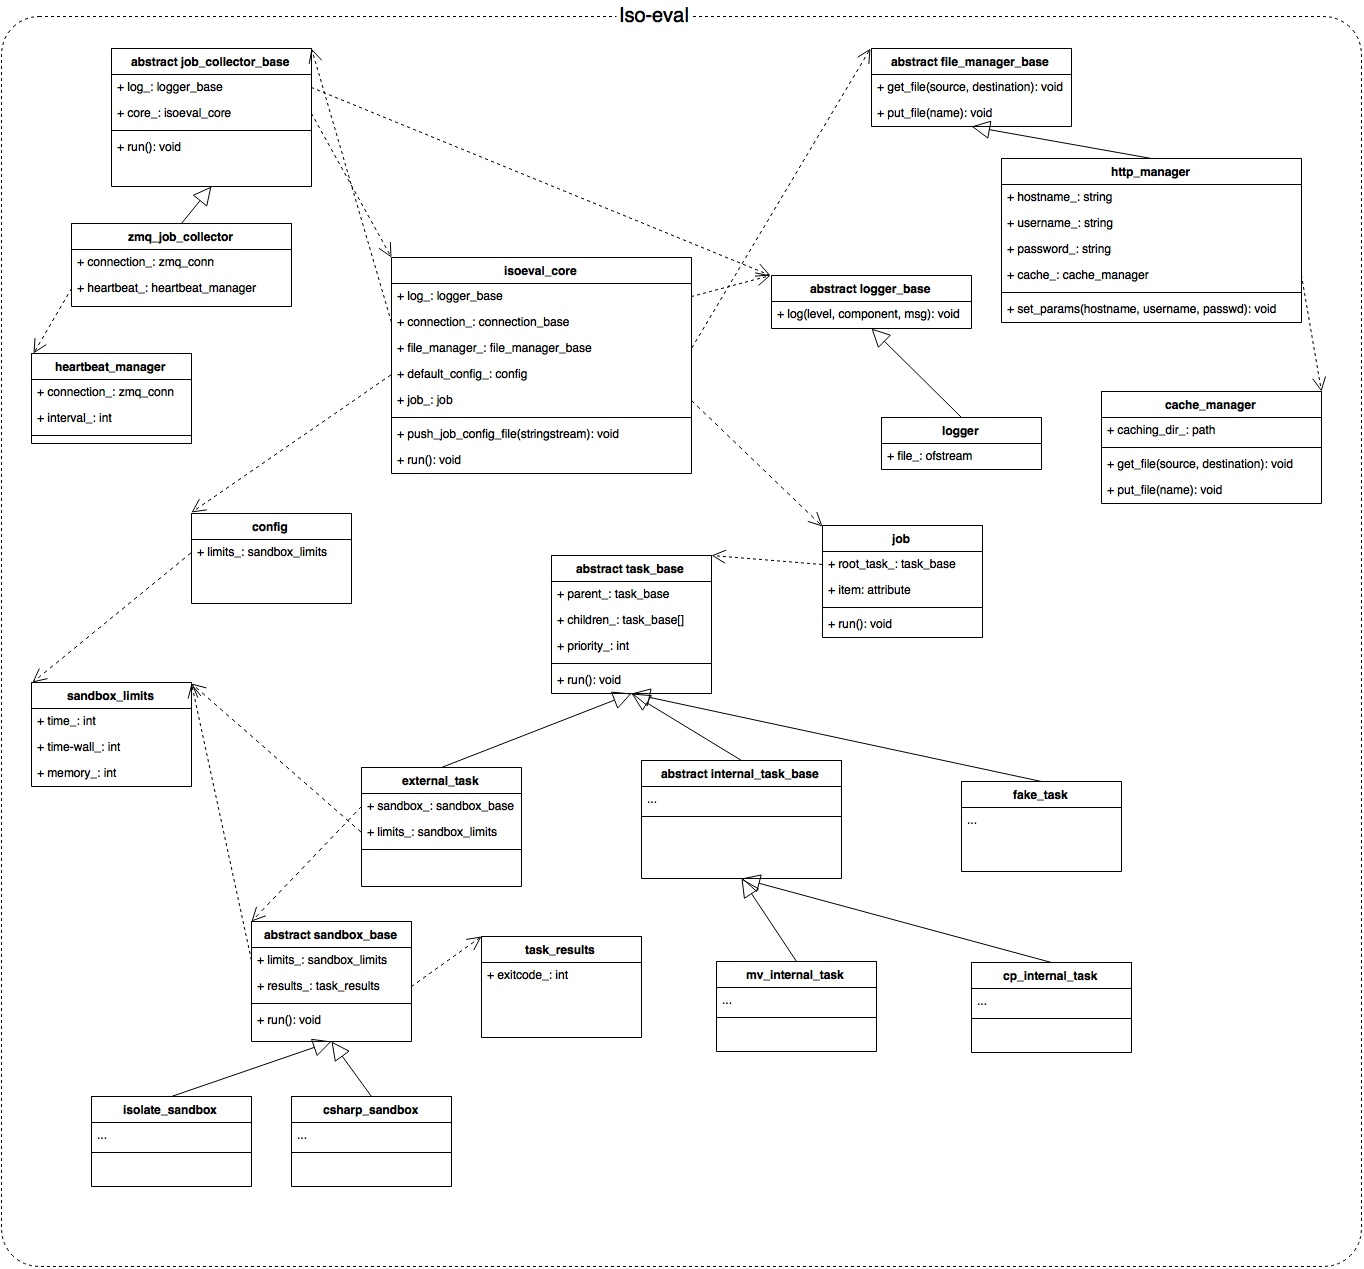 Iso-eval
abstract job_collector_base
+ log_: logger_base
+ core_: isoeval_core
+ run(): void
abstract file_manager_base
+ get_file(source, destination): void
+ put_file(name): void
http_manager
+ hostname_: string
+ username_: string
+ password_: string
+ cache_: cache_manager
+ set_params(hostname, username, passwd): void
zmq_job_collector
+ connection_: zmq_conn
+ heartbeat_: heartbeat_manager
isoeval_core
+ log_: logger_base
+ connection_: connection_base
+ file_manager_: file_manager_base
+ default_config_: config
+ job_: job
+ push_job_config_file(stringstream): void
+ run(): void
abstract logger_base
+ log(level, component, msg): void
heartbeat_manager
+ connection_: zmq_conn
+ interval_: int
cache_manager
+ caching_dir_: path
+ get_file(source, destination): void
+ put_file(name): void
logger
+ file_: ofstream
config
+ limits_: sandbox_limits
job
+ root_task_: task_base
+ item: attribute
+ run(): void
abstract task_base
+ parent_: task_base
+ children_: task_base[]
+ priority_: int
+ run(): void
sandbox_limits
+ time_: int
+ time-wall_: int
+ memory_: int
external_task
+ sandbox_: sandbox_base
+ limits_: sandbox_limits
abstract internal_task_base
...
fake_task
...
abstract sandbox_base
+ limits_: sandbox_limits
+ results_: task_results
+ run(): void
task_results
+ exitcode_: int
mv_internal_task
...
cp_internal_task
...
isolate_sandbox
...
csharp_sandbox
...